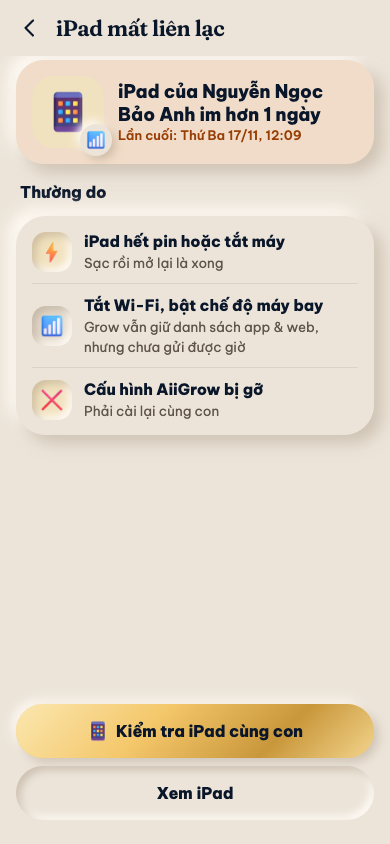 iPad mất liên lạc
iPad của Nguyễn Ngọc
Bảo Anh im hơn 1 ngày
Lần cuối: Thứ Ba 17/11, 12:09
Thường do
iPad hết pin hoặc tắt máy
Sạc rồi mở lại là xong
Tắt Wi-Fi, bật chế độ máy bay
Grow vẫn giữ danh sách app & web,
nhưng chưa gửi được giờ
Cấu hình AiiGrow bị gỡ
Phải cài lại cùng con
Kiểm tra iPad cùng con
Xem iPad